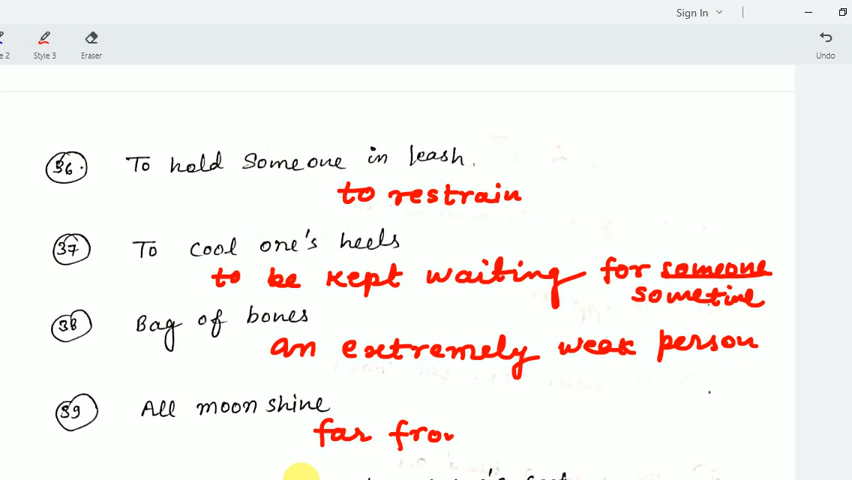 Sign In
e 2
Style 3
Eraser
Undo
36. To hold someone in leash.
to restrain
37 To cool one's heels
to be kept waiting for someone
sometime
38 Bag of bones
an extremely weak person
39 All moon shine
far fro